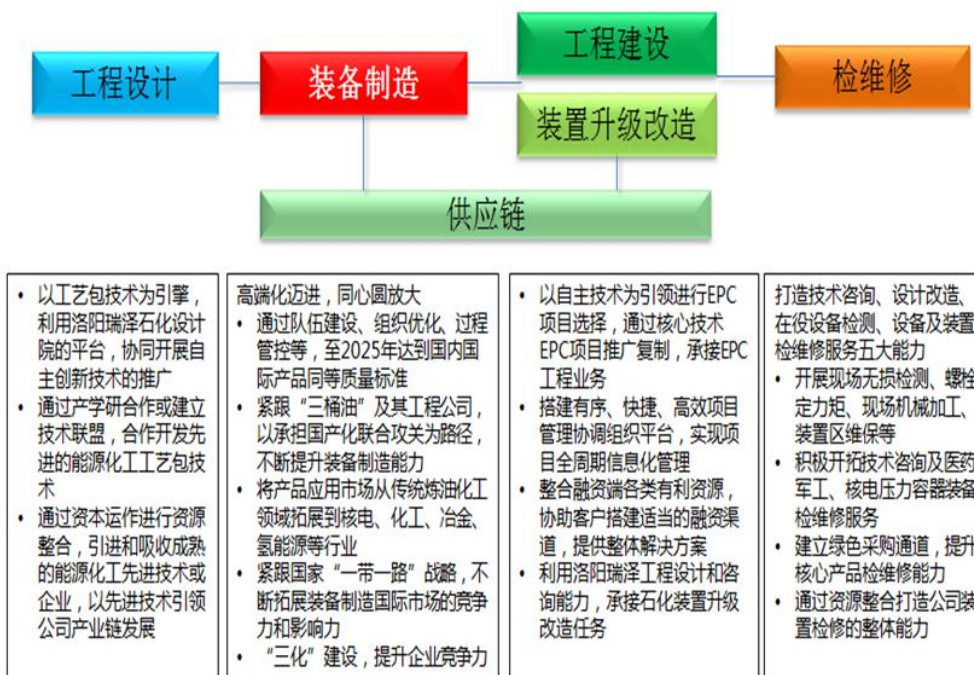 工程设计
装备制造
工程建设
装置升级改造
检维修
供应链
• 以工艺包技术为引擎，
利用洛阳瑞泽石化设计
院的平台，协同开展自
主创新技术的推广
• 通过产学研合作或建立
技术联盟，合作开发先
进的能源化工工艺包技
术
• 通过资本运作进行资源
整合，引进和吸收成熟
的能源化工先进技术或
企业，以先进技术引领
公司产业链发展
高端化迈进，同心圆放大
• 通过队伍建设、组织优化、过程
管控等，至2025年达到国内国
际产品同等质量标准
• 紧跟“三桶油”及其工程公司，
以承担国产化联合攻关为路径，
不断提升装备制造能力
• 将产品应用市场从传统炼油化工
领域拓展到核电、化工、冶金、
氢能源等行业
• 紧跟国家“一带一路”战略，不
断拓展装备制造国际市场的竞争
力和影响力
• “三化”建设，提升企业竞争力
• 以自主技术为引领进行EPC
项目选择，通过核心技术
EPC项目推广复制，承接EPC
工程业务
• 搭建有序、快捷、高效项目
管理协调组织平台，实现项
目全周期信息化管理
• 整合融资端各类有利资源，
协助客户搭建适当的融资渠
道，提供整体解决方案
• 利用洛阳瑞泽工程设计和咨
询能力，承接石化装置升级
改造任务
打造技术咨询、设计改造、
在役设备检测、设备及装置
检维修服务五大能力
• 开展现场无损检测、螺栓
定力矩、现场机械加工、
装置区维保等
• 积极开拓技术咨询及医药
军工、核电压力容器装备
检维修服务
• 建立绿色采购通道，提升
核心产品检维修能力
• 通过资源整合打造公司装
置检修的整体能力